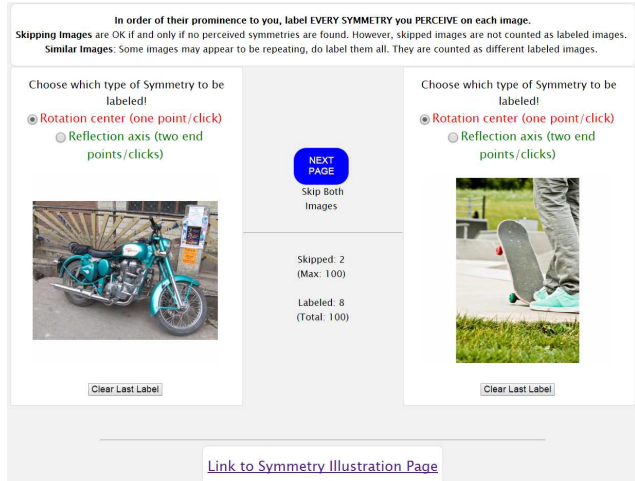 In order of their prominence to you, label EVERY SYMMETRY you PERCEIVE on each image.
Skipping Images are OK if and only if no perceived symmetries are found. However, skipped images are not counted as labeled images.
Similar Images: Some images may appear to be repeating, do label them all. They are counted as different labeled images.
Choose which type of Symmetry to be
labeled!
Rotation center (one point/click)
Reflection axis (two end
points/clicks)
Clear Last Label
NEXT
PAGE
Skip Both
Images
Skipped: 2
(Max: 100)
Labeled: 8
(Total: 100)
Choose which type of Symmetry to be
labeled!
Rotation center (one point/click)
Reflection axis (two end
points/clicks)
Clear Last Label
Link to Symmetry Illustration Page